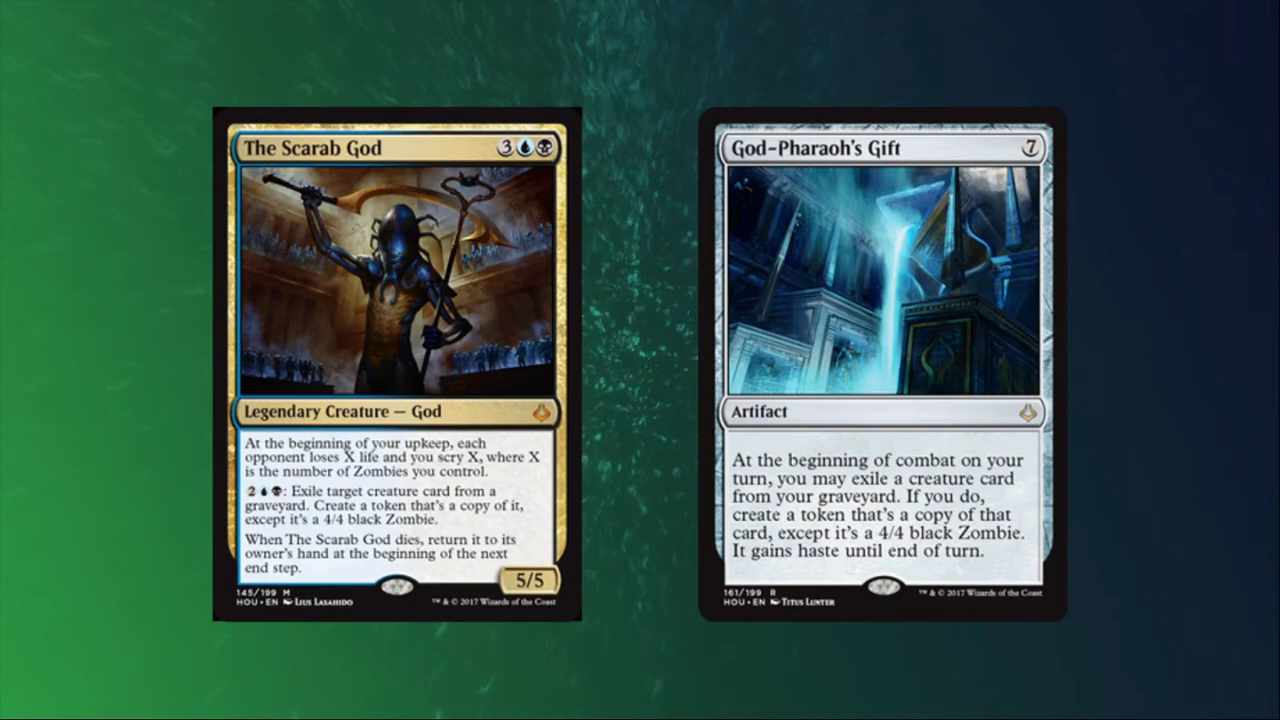 The Scarab God 3
Legendary Creature — God
At the beginning of your upkeep, each
opponent loses X life and you scry X, where X
is the number of Zombies you control.
2 : Exile target creature card from a
graveyard. Create a token that's a copy of it,
except it's a 4/4 black Zombie.
When The Scarab God dies, return it to its
owner's hand at the beginning of the next
end step.
5/5
145/199 M
HOU • EN Lius Lasahido
™ & © 2017 Wizards of the Coast
God-Pharaoh's Gift 7
Artifact
At the beginning of combat on your
turn, you may exile a creature card
from your graveyard. If you do,
create a token that's a copy of that
card, except it's a 4/4 black Zombie.
It gains haste until end of turn.
161/199 R
HOU • EN Titus Lunter
™ & © 2017 Wizards of the Coast